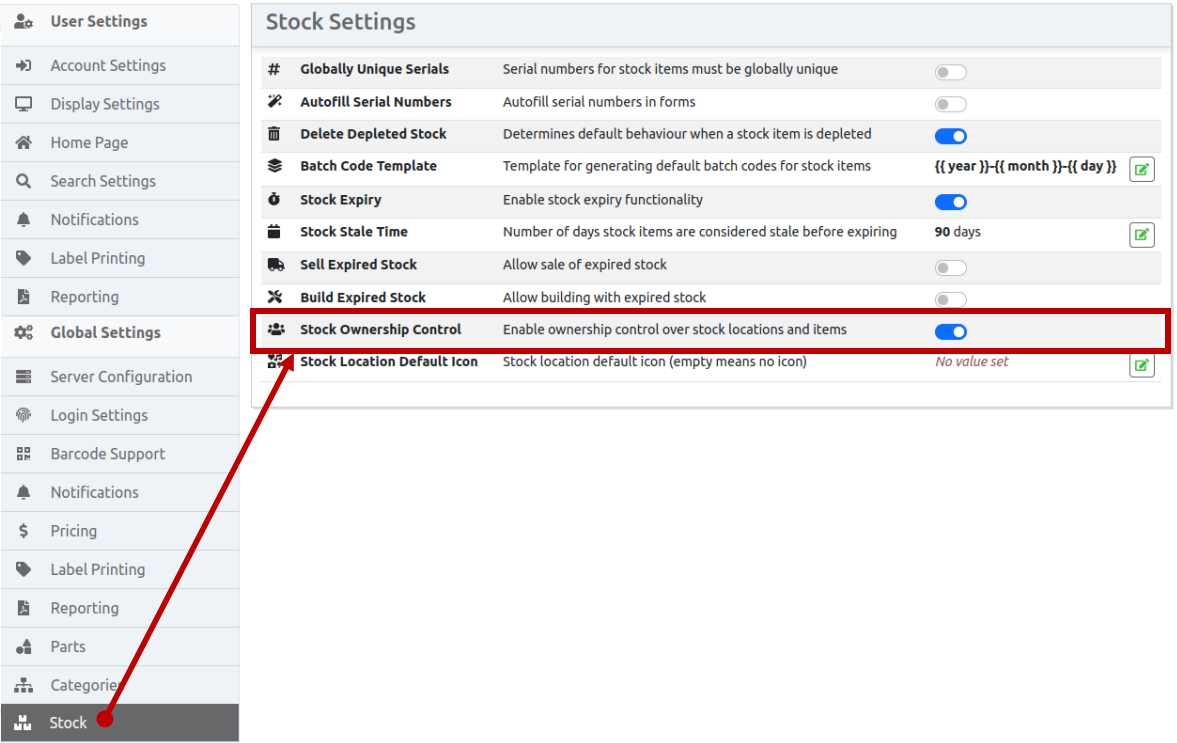 User Settings
Account Settings
Display Settings
Home Page
Search Settings
Notifications
Label Printing
Reporting
Global Settings
Server Configuration
Login Settings
Barcode Support
Notifications
Pricing
Label Printing
Reporting
Parts
Categories
Stock
Stock Settings
Globally Unique Serials Serial numbers for stock items must be globally unique
Autofill Serial Numbers Autofill serial numbers in forms
Delete Depleted Stock Determines default behaviour when a stock item is depleted
Batch Code Template Template for generating default batch codes for stock items {{ year }}-{{ month }}-{{ day }}
Stock Expiry Enable stock expiry functionality
Stock Stale Time Number of days stock items are considered stale before expiring 90 days
Sell Expired Stock Allow sale of expired stock
Build Expired Stock Allow building with expired stock
Stock Ownership Control Enable ownership control over stock locations and items
Stock Location Default Icon Stock location default icon (empty means no icon) No value set